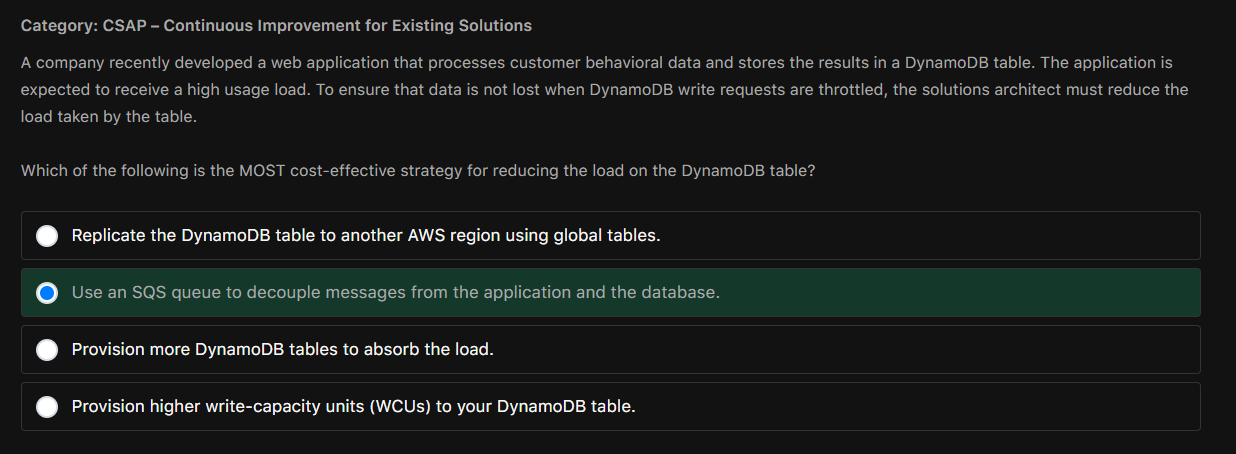 Category: CSAP – Continuous Improvement for Existing Solutions
A company recently developed a web application that processes customer behavioral data and stores the results in a DynamoDB table. The application is
expected to receive a high usage load. To ensure that data is not lost when DynamoDB write requests are throttled, the solutions architect must reduce the
load taken by the table.
Which of the following is the MOST cost-effective strategy for reducing the load on the DynamoDB table?
Replicate the DynamoDB table to another AWS region using global tables.
Use an SQS queue to decouple messages from the application and the database.
Provision more DynamoDB tables to absorb the load.
Provision higher write-capacity units (WCUs) to your DynamoDB table.